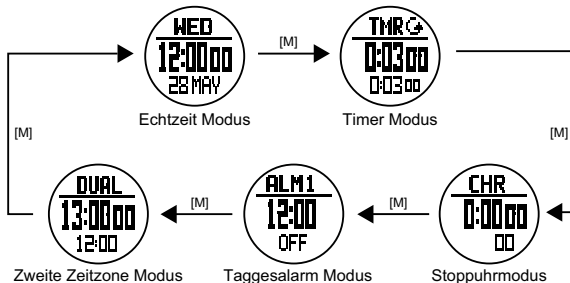 WED
12:00 00
28 MAY
Echtzeit Modus
[M]
TMR
0:03 00
0:03 00
Timer Modus
[M]
CHR
0:00 00
00
Stoppuhrmodus
[M]
ALM1
12:00
OFF
Taggesalarm Modus
[M]
DUAL
13:00 00
12:00
Zweite Zeitzone Modus
[M]